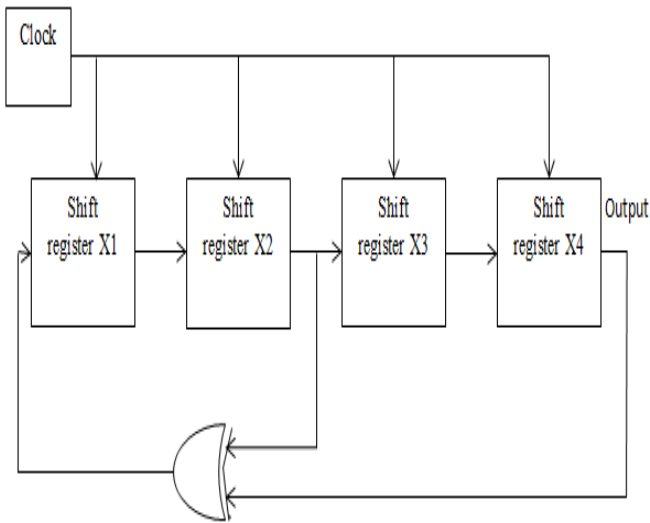 Clock
Shift
register X1
Shift
register X2
Shift
register X3
Shift
register X4
Output